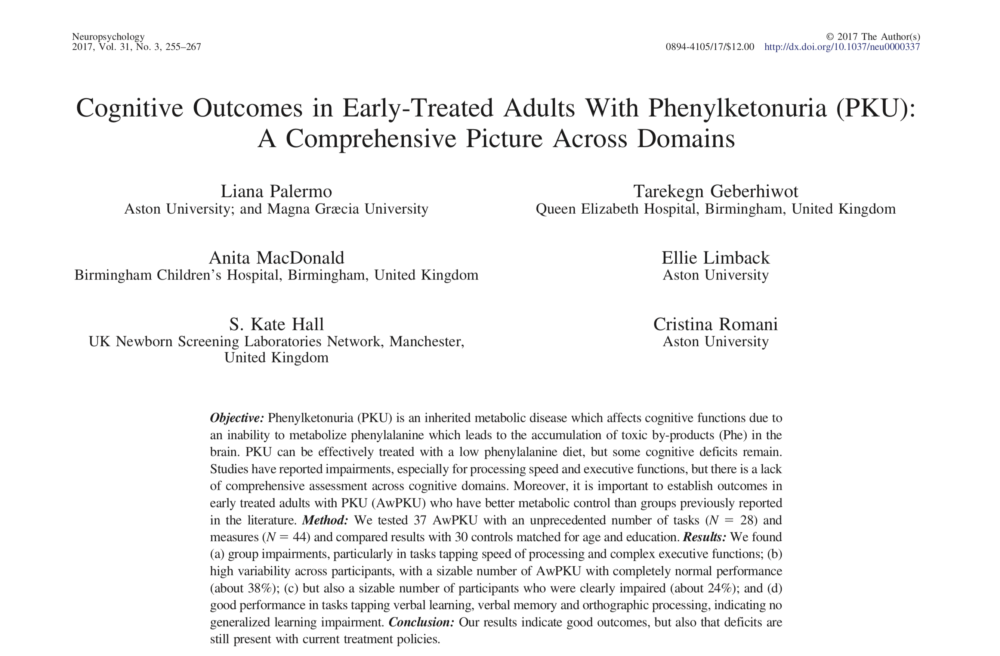 Neuropsychology
2017, Vol. 31, No. 3, 255–267
© 2017 The Author(s)
0894-4105/17/$12.00 http://dx.doi.org/10.1037/neu0000337
Cognitive Outcomes in Early-Treated Adults With Phenylketonuria (PKU):
A Comprehensive Picture Across Domains
Liana Palermo
Aston University; and Magna Græcia University
Tarekegn Geberhiwot
Queen Elizabeth Hospital, Birmingham, United Kingdom
Anita MacDonald
Birmingham Children’s Hospital, Birmingham, United Kingdom
Ellie Limback
Aston University
S. Kate Hall
UK Newborn Screening Laboratories Network, Manchester,
United Kingdom
Cristina Romani
Aston University
Objective: Phenylketonuria (PKU) is an inherited metabolic disease which affects cognitive functions due to
an inability to metabolize phenylalanine which leads to the accumulation of toxic by-products (Phe) in the
brain. PKU can be effectively treated with a low phenylalanine diet, but some cognitive deficits remain.
Studies have reported impairments, especially for processing speed and executive functions, but there is a lack
of comprehensive assessment across cognitive domains. Moreover, it is important to establish outcomes in
early treated adults with PKU (AwPKU) who have better metabolic control than groups previously reported
in the literature. Method: We tested 37 AwPKU with an unprecedented number of tasks (N = 28) and
measures (N = 44) and compared results with 30 controls matched for age and education. Results: We found
(a) group impairments, particularly in tasks tapping speed of processing and complex executive functions; (b)
high variability across participants, with a sizable number of AwPKU with completely normal performance
(about 38%); (c) but also a sizable number of participants who were clearly impaired (about 24%); and (d)
good performance in tasks tapping verbal learning, verbal memory and orthographic processing, indicating no
generalized learning impairment. Conclusion: Our results indicate good outcomes, but also that deficits are
still present with current treatment policies.